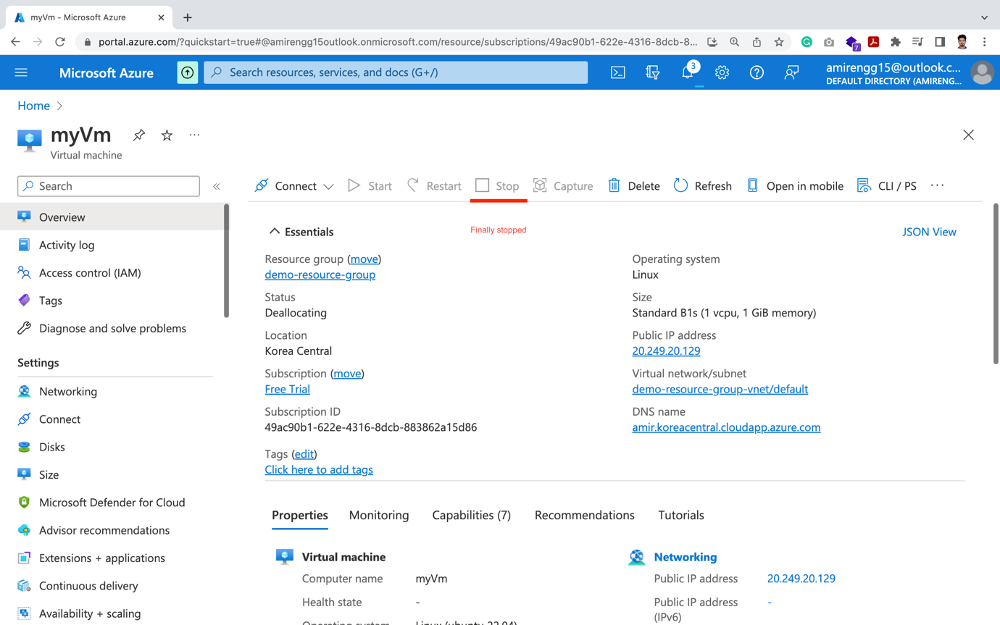 myVm - Microsoft Azure
portal.azure.com/?quickstart=true#@amirengg15outlook.onmicrosoft.com/resource/subscriptions/49ac90b1-622e-4316-8dcb-8...
7
Microsoft Azure
Search resources, services, and docs (G+/)
3
amirengg15@outlook.c...
DEFAULT DIRECTORY (AMIRENG...
Home
myVm
Virtual machine
Search
Overview
Activity log
Access control (IAM)
Tags
Diagnose and solve problems
Settings
Networking
Connect
Disks
Size
Microsoft Defender for Cloud
Advisor recommendations
Extensions + applications
Continuous delivery
Availability + scaling
Connect Start Restart Stop Capture Delete Refresh Open in mobile CLI / PS
Essentials
Finally stopped
JSON View
Resource group (move)
demo-resource-group
Status
Deallocating
Location
Korea Central
Subscription (move)
Free Trial
Subscription ID
49ac90b1-622e-4316-8dcb-883862a15d86
Tags (edit)
Click here to add tags
Operating system
Linux
Size
Standard B1s (1 vcpu, 1 GiB memory)
Public IP address
20.249.20.129
Virtual network/subnet
demo-resource-group-vnet/default
DNS name
amir.koreacentral.cloudapp.azure.com
Properties Monitoring Capabilities (7) Recommendations Tutorials
Virtual machine
Computer name myVm
Health state -
Operating system Linux (ubuntu 22.04)
Networking
Public IP address 20.249.20.129
Public IP address -
(IPv6)